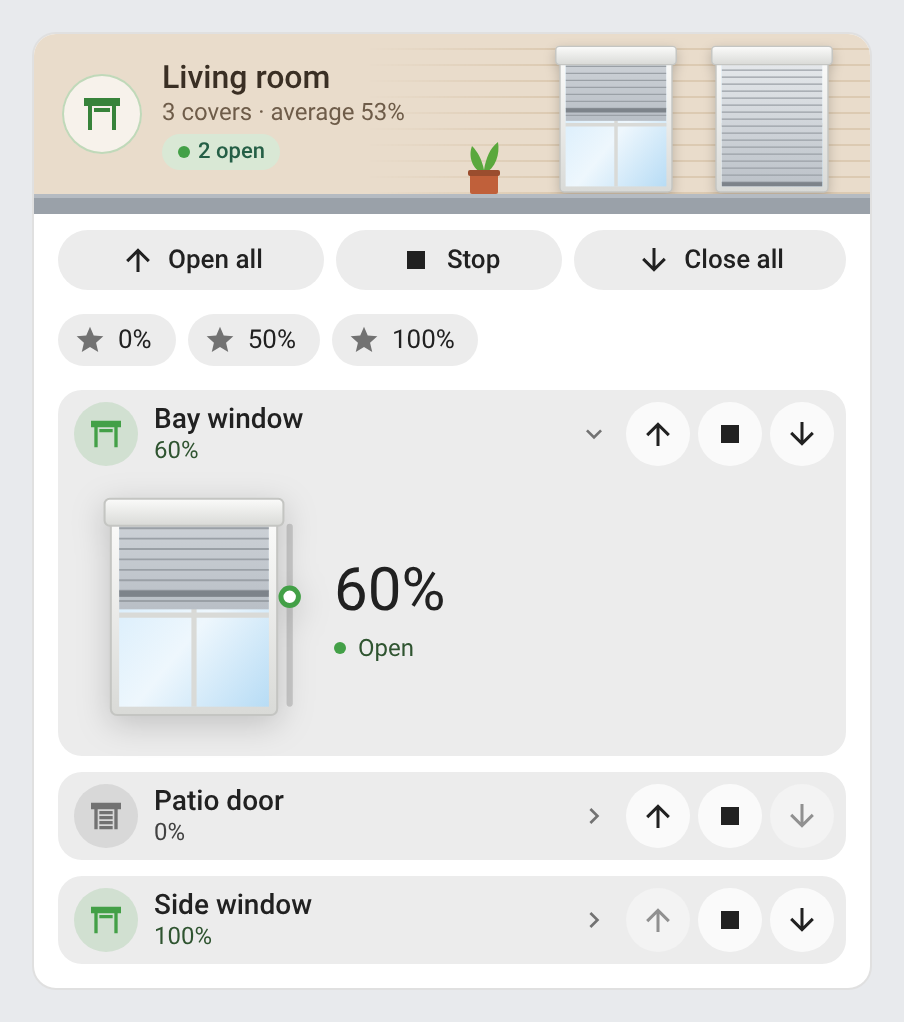 Living room
3 covers · average 53%
2 open
Open all
Stop
Close all
0%
50%
100%
Bay window
60%
60%
Open
Patio door
0%
Side window
100%